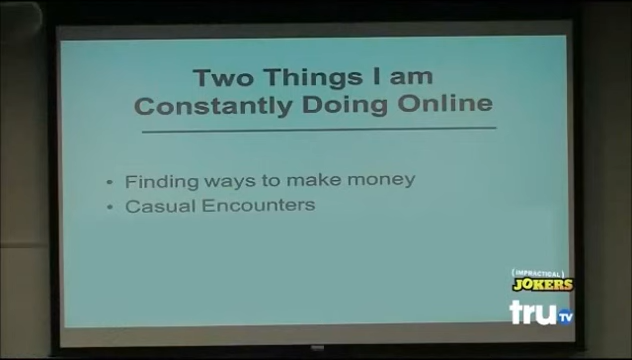 Two Things I am
Constantly Doing Online
• Finding ways to make money
• Casual Encounters
(IMPRACTICAL)
JOKERS
truTV